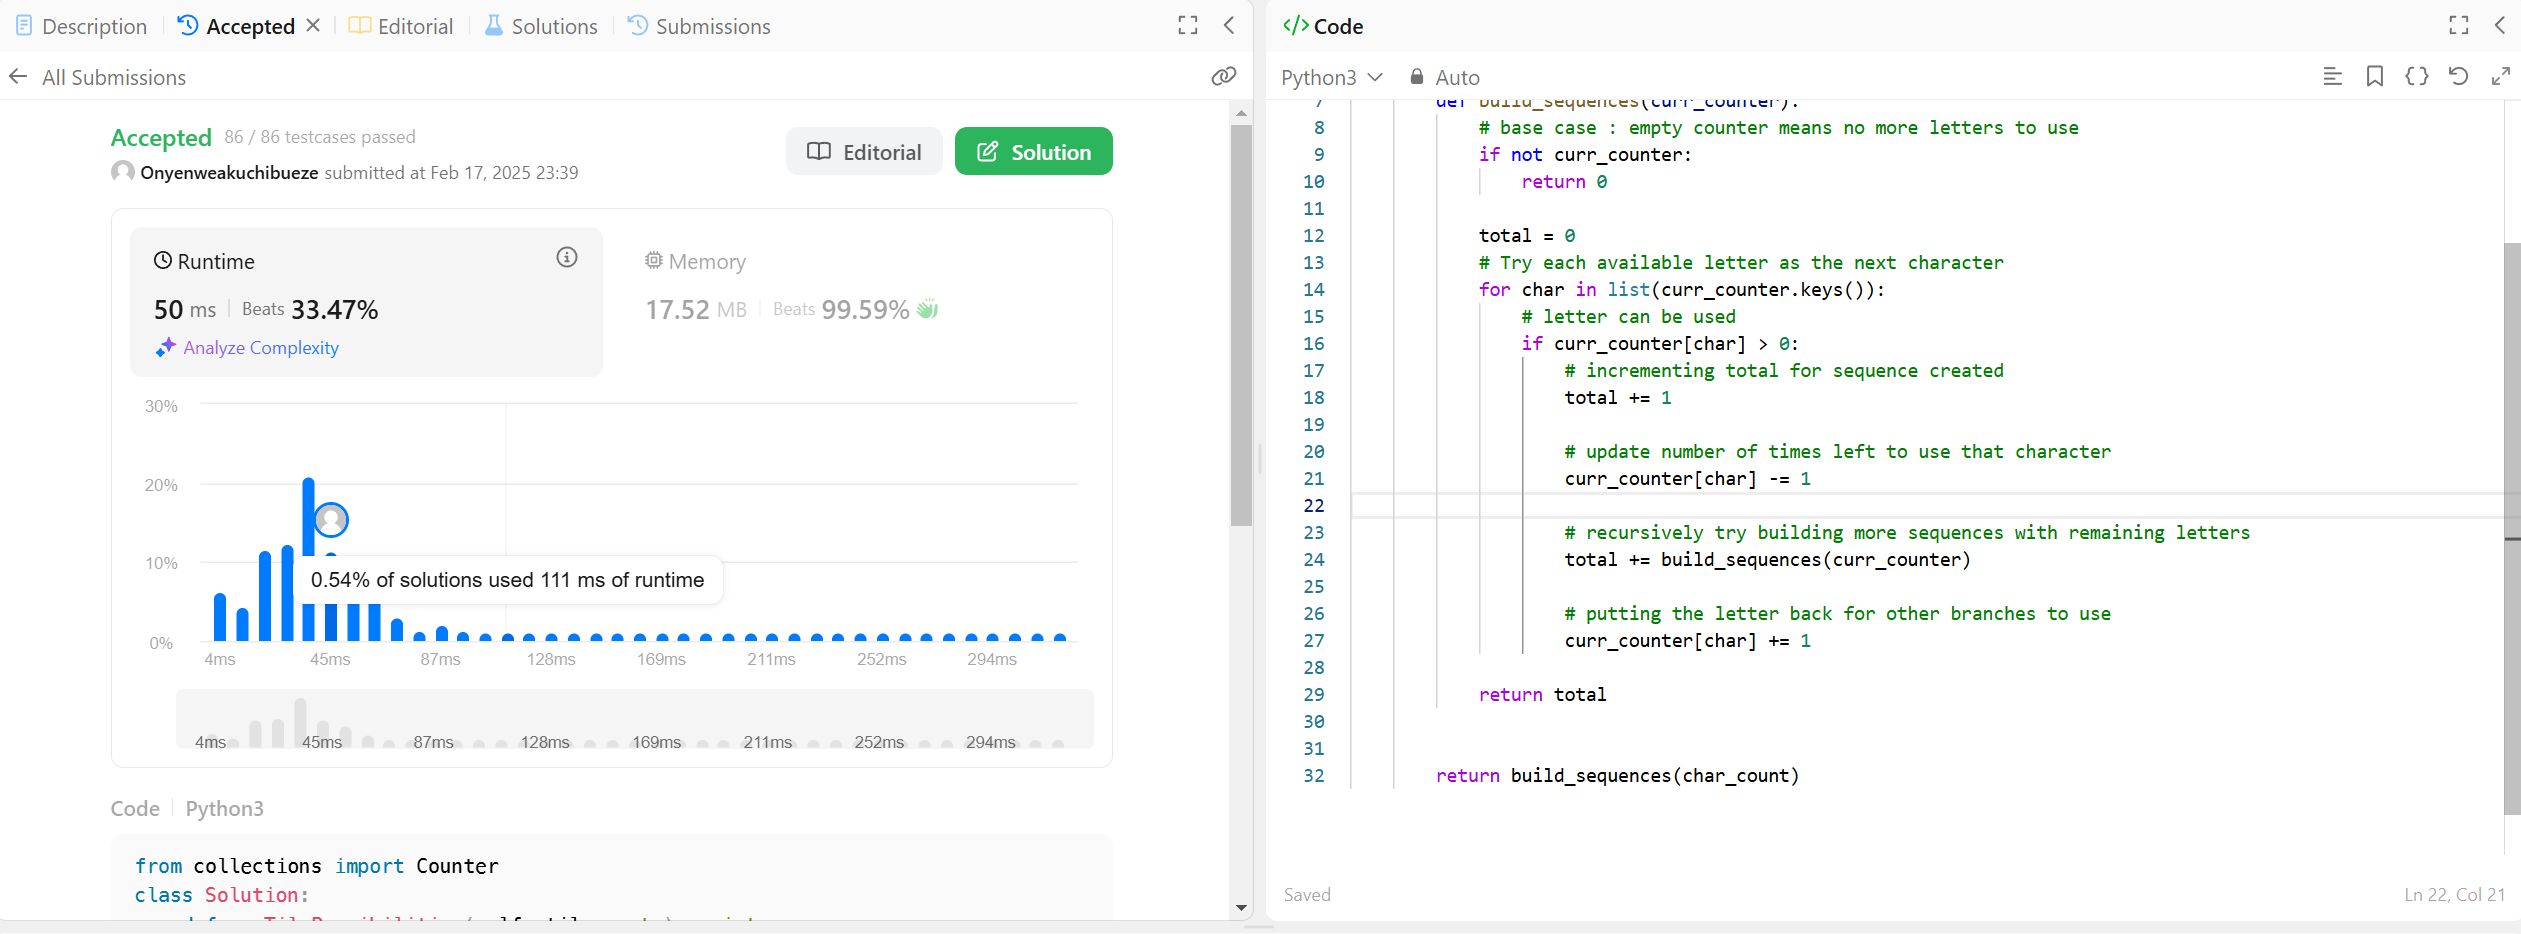 Description
Accepted
Editorial
Solutions
Submissions
All Submissions
Accepted 86 / 86 testcases passed
Onyenweakuchibueze submitted at Feb 17, 2025 23:39
Editorial
Solution
Runtime
50 ms Beats 33.47%
Analyze Complexity
Memory
17.52 MB Beats 99.59%
30%
20%
10%
0%
0.54% of solutions used 111 ms of runtime
4ms 45ms 87ms 128ms 169ms 211ms 252ms 294ms
4ms 45ms 87ms 128ms 169ms 211ms 252ms 294ms
Code Python3
from collections import Counter
class Solution:
</> Code
Python3 Auto
7 def build_sequences(curr_counter):
8 # base case : empty counter means no more letters to use
9 if not curr_counter:
10 return 0
11
12 total = 0
13 # Try each available letter as the next character
14 for char in list(curr_counter.keys()):
15 # letter can be used
16 if curr_counter[char] > 0:
17 # incrementing total for sequence created
18 total += 1
19
20 # update number of times left to use that character
21 curr_counter[char] -= 1
22
23 # recursively try building more sequences with remaining letters
24 total += build_sequences(curr_counter)
25
26 # putting the letter back for other branches to use
27 curr_counter[char] += 1
28
29 return total
30
31
32 return build_sequences(char_count)
Saved
Ln 22, Col 21